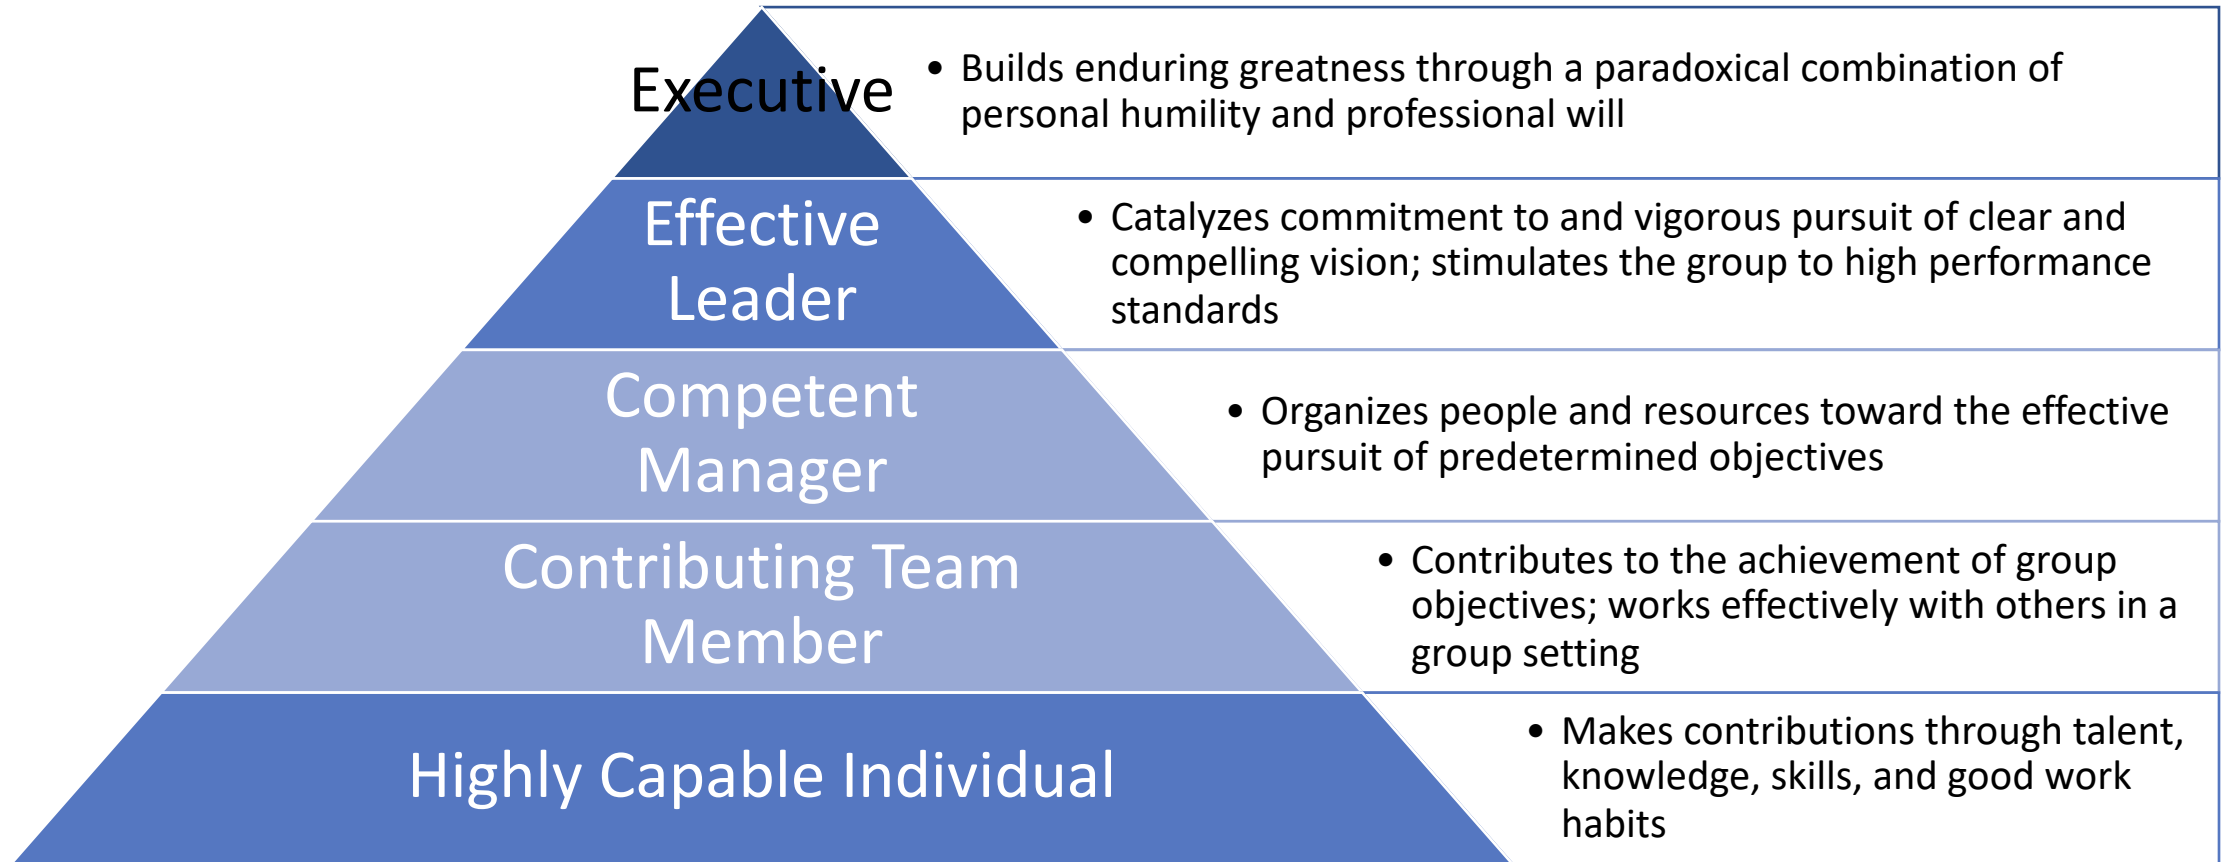 Executive
• Builds enduring greatness through a paradoxical combination of
personal humility and professional will
Effective
Leader
• Catalyzes commitment to and vigorous pursuit of clear and
compelling vision; stimulates the group to high performance
standards
Competent
Manager
• Organizes people and resources toward the effective
pursuit of predetermined objectives
Contributing Team
Member
• Contributes to the achievement of group
objectives; works effectively with others in a
group setting
Highly Capable Individual
• Makes contributions through talent,
knowledge, skills, and good work
habits